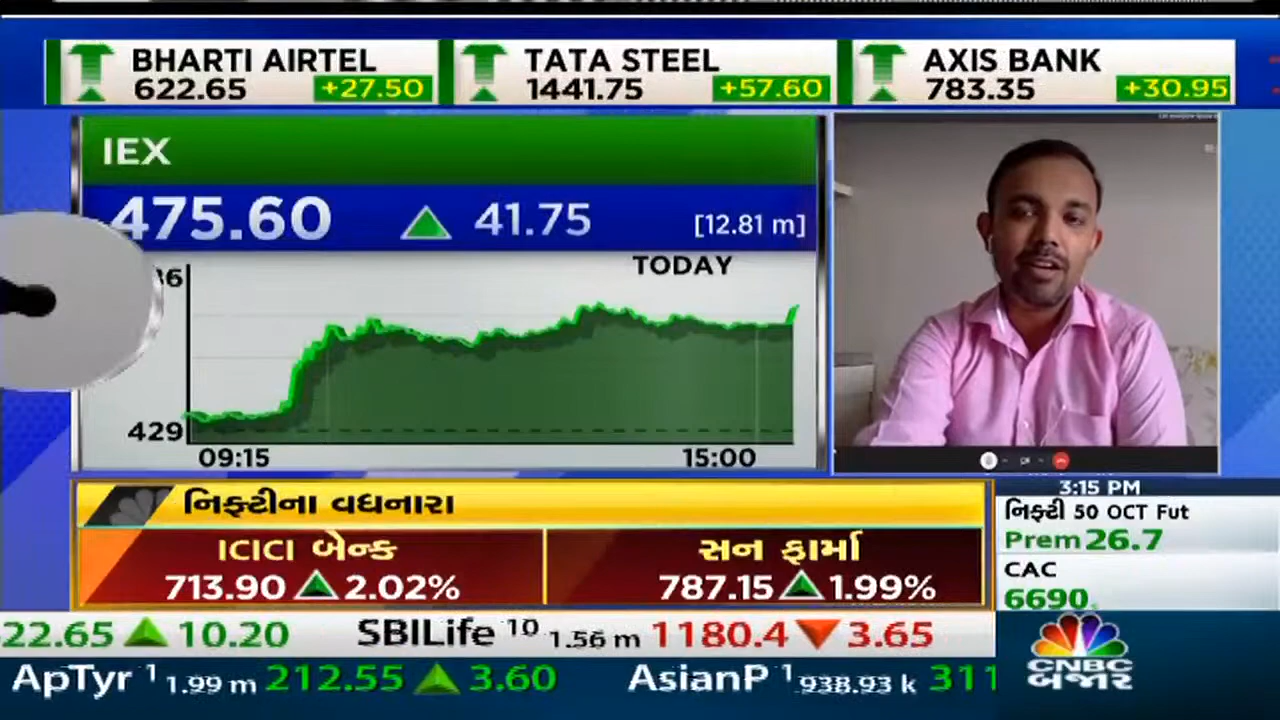 BHARTI AIRTEL
622.65 +27.50
TATA STEEL
1441.75 +57.60
AXIS BANK
783.35 +30.95
IEX
475.60 41.75 [12.81 m]
TODAY
429
09:15 15:00
નિફ્ટીના વધનારા
ICICI બેન્ક
713.90 2.02%
સન ફાર્મા
787.15 1.99%
3:15 PM
નિફ્ટી 50 OCT Fut
Prem 26.7
CAC
6690
22.65 10.20 SBILife 10 1.56 m 1180.4 3.65
ApTyr 1 1.99 m 212.55 3.60 AsianP 1 938.93 k 311
CNBC
બજાર